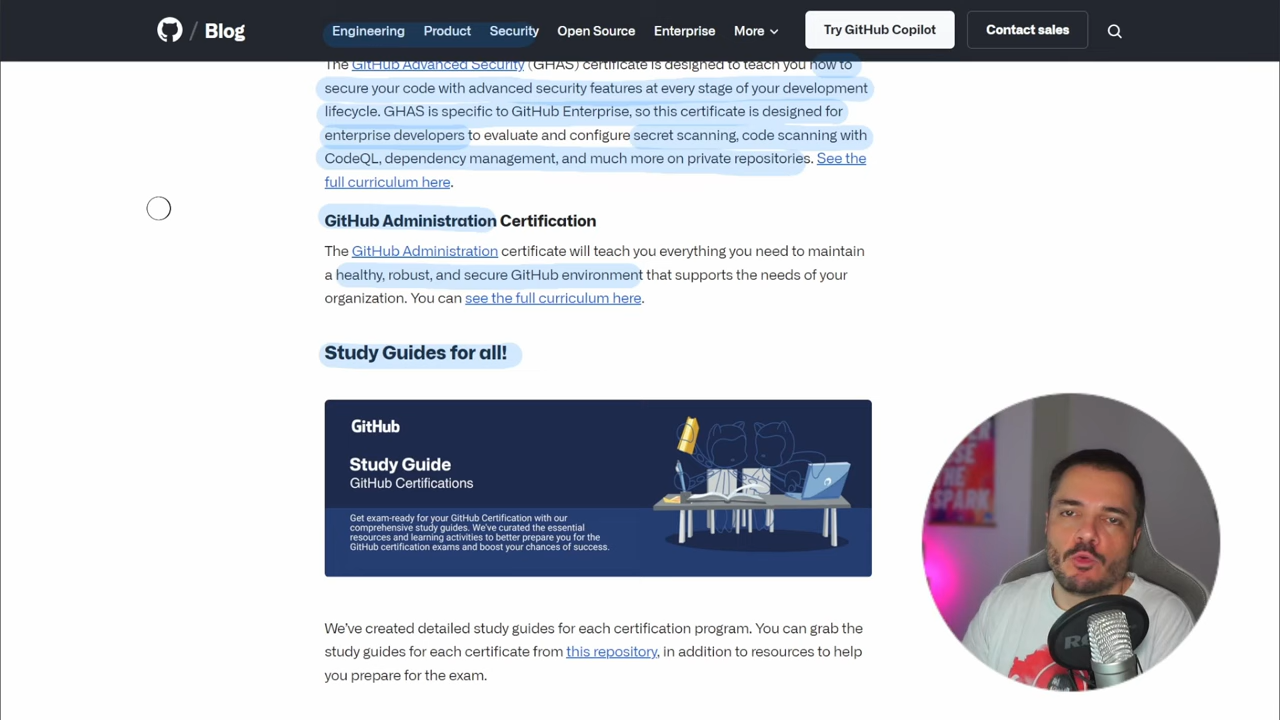 / Blog
Engineering Product Security Open Source Enterprise More Try GitHub Copilot Contact sales
The GitHub Advanced Security (GHAS) certificate is designed to teach you how to
secure your code with advanced security features at every stage of your development
lifecycle. GHAS is specific to GitHub Enterprise, so this certificate is designed for
enterprise developers to evaluate and configure secret scanning, code scanning with
CodeQL, dependency management, and much more on private repositories. See the
full curriculum here.
GitHub Administration Certification
The GitHub Administration certificate will teach you everything you need to maintain
a healthy, robust, and secure GitHub environment that supports the needs of your
organization. You can see the full curriculum here.
Study Guides for all!
GitHub
Study Guide
GitHub Certifications
Get exam-ready for your GitHub Certification with our
comprehensive study guides. We've curated the essential
resources and learning activities to better prepare you for the
GitHub certification exams and boost your chances of success.
We've created detailed study guides for each certification program. You can grab the
study guides for each certificate from this repository, in addition to resources to help
you prepare for the exam.
THE
SPARK